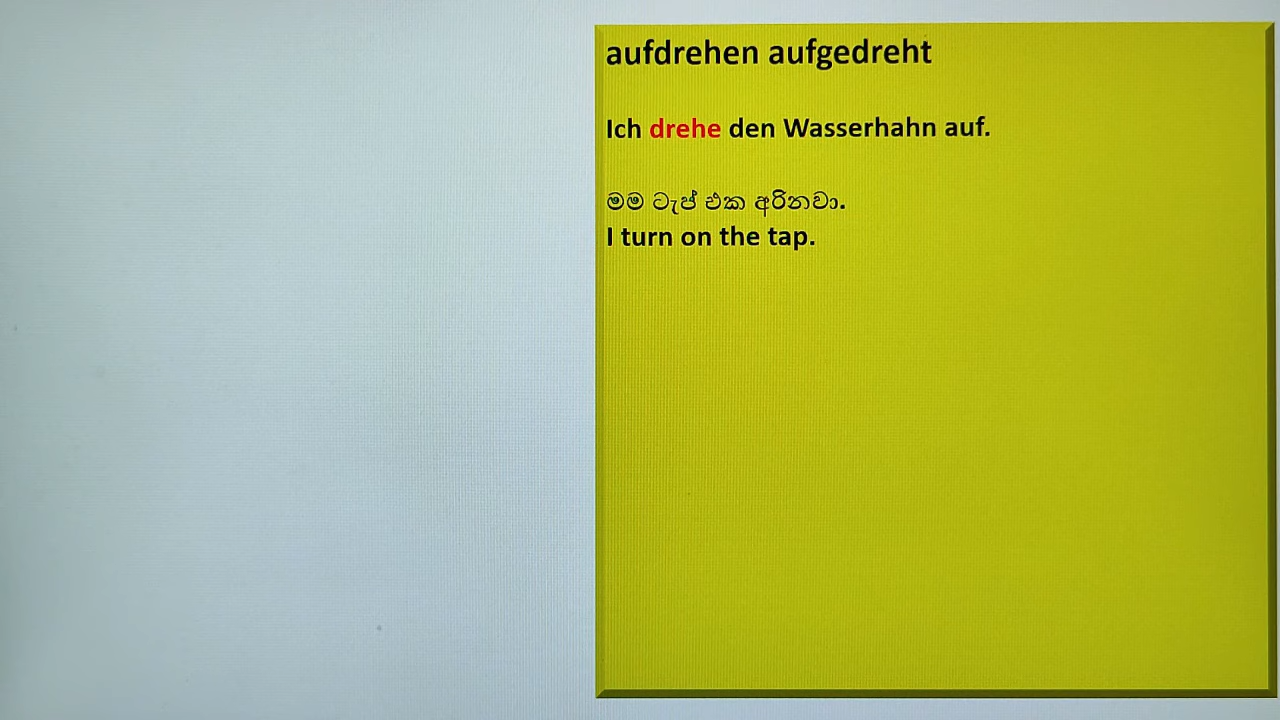 aufdrehen aufgedreht
Ich drehe den Wasserhahn auf.
මම ටැප් එක අරිනවා.
I turn on the tap.